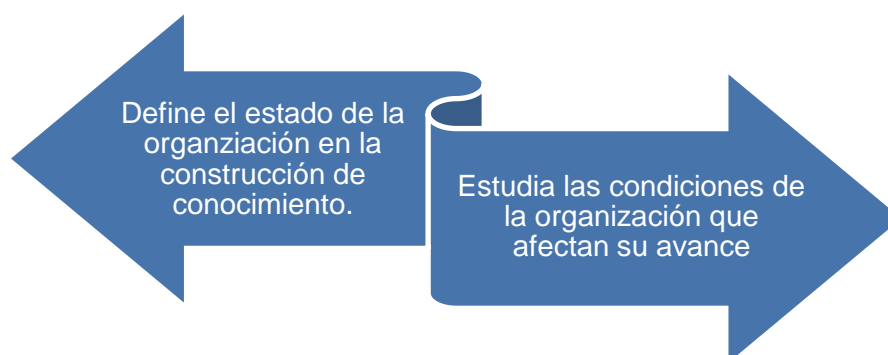 Define el estado de la
organziación en la
construcción de
conocimiento.
Estudia las condiciones de
la organización que
afectan su avance